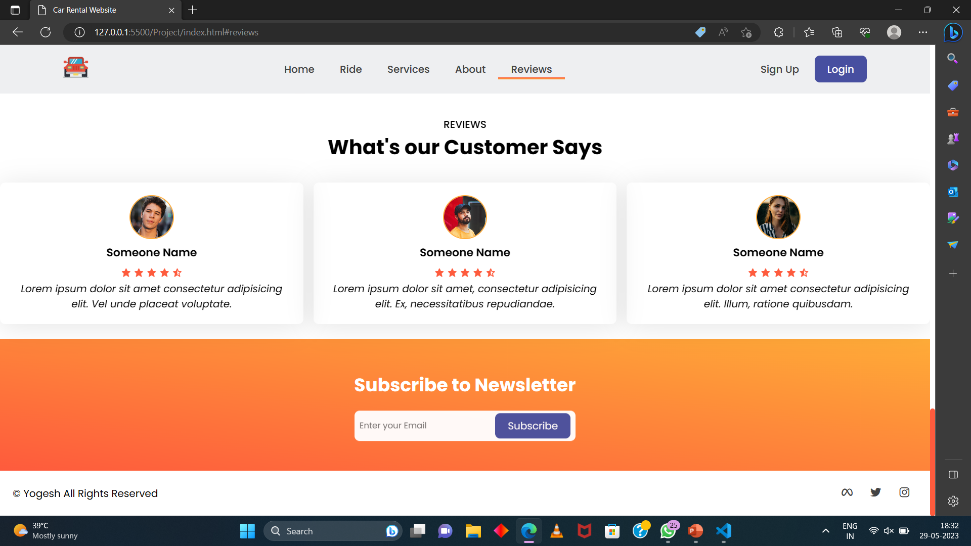 Car Rental Website
127.0.0.1:5500/Project/index.html#reviews
Home Ride Services About Reviews Sign Up Login
REVIEWS
What's our Customer Says
Someone Name
Lorem ipsum dolor sit amet consectetur adipisicing
elit. Vel unde placeat voluptate.
Someone Name
Lorem ipsum dolor sit amet, consectetur adipisicing
elit. Ex, necessitatibus repudiandae.
Someone Name
Lorem ipsum dolor sit amet consectetur adipisicing
elit. Illum, ratione quibusdam.
Subscribe to Newsletter
Enter your Email Subscribe
© Yogesh All Rights Reserved
39°C
Mostly sunny
Search
25
ENG
IN
18:32
29-05-2023